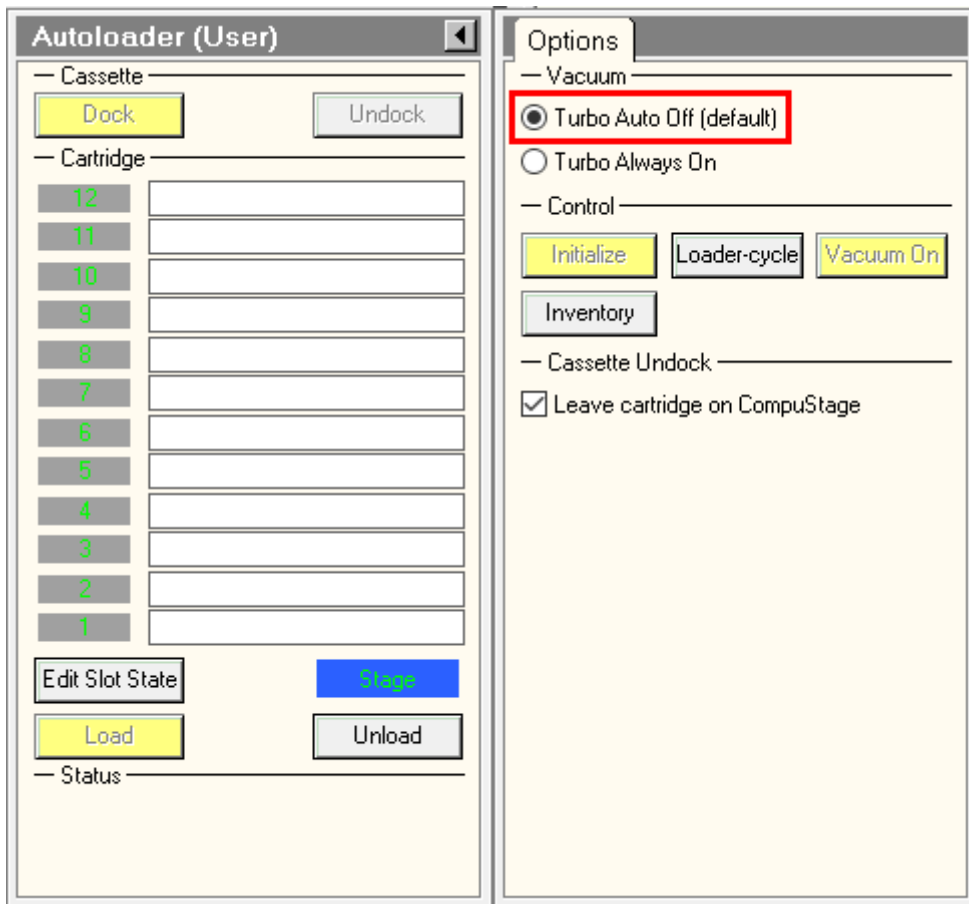 Autoloader (User)
Cassette
Dock
Undock
Cartridge
12
11
10
9
8
7
6
5
4
3
2
1
Edit Slot State
Stage
Load
Unload
Status
Options
Vacuum
Turbo Auto Off (default)
Turbo Always On
Control
Initialize
Loader-cycle
Vacuum On
Inventory
Cassette Undock
Leave cartridge on CompuStage